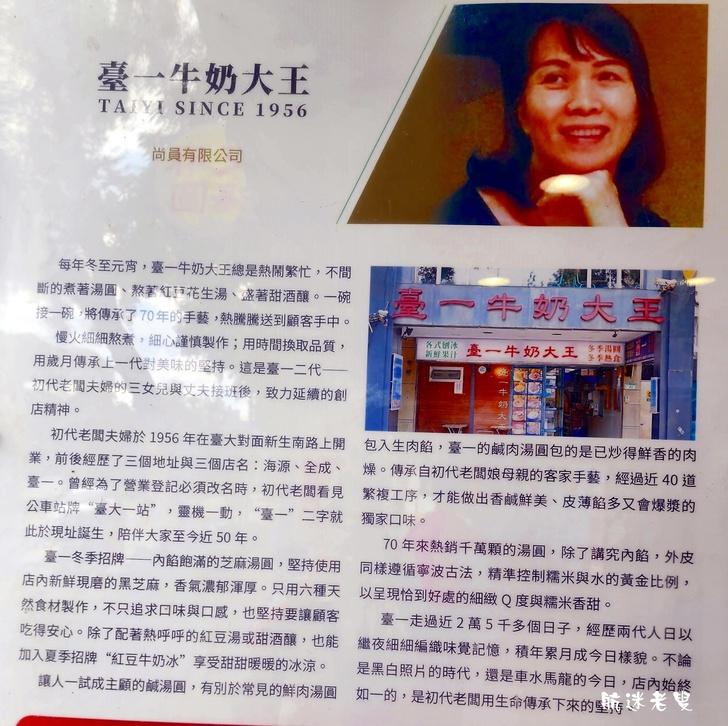 臺一牛奶大王
TAIYI SINCE 1956
尚員有限公司
每年冬至元宵，臺一牛奶大王總是熱鬧繁忙，不間
斷的煮著湯圓、熬著紅豆花生湯、盛著甜酒釀。一碗
接一碗，將傳承了70年的手藝，熱騰騰送到顧客手中。
慢火細細熬煮，細心謹慎製作；用時間換取品質，
用歲月傳承上一代對美味的堅持。這是臺一二代——
初代老闆夫婦的三女兒與丈夫接班後，致力延續的創
店精神。
初代老闆夫婦於1956年在臺大對面新生南路上開
業，前後經歷了三個地址與三個店名：海源、全成、
臺一。曾經為了營業登記必須改名時，初代老闆看見
公車站牌“臺大一站”，靈機一動，“臺一”二字就
此於現址誕生，陪伴大家至今近50年。
臺一冬季招牌——內餡飽滿的芝麻湯圓，堅持使用
店內新鮮現磨的黑芝麻，香氣濃郁渾厚。只用六種天
然食材製作，不只追求口味與口感，也堅持要讓顧客
吃得安心。除了配著熱呼呼的紅豆湯或甜酒釀，也能
加入夏季招牌“紅豆牛奶冰”享受甜甜暖暖的冰涼。
讓人一試成主顧的鹹湯圓，有別於常見的鮮肉湯圓
臺一牛奶大王
各式刨冰
新鮮果汁
臺一牛奶大王
冬季湯圓
冬季熱食
臺一牛奶大王
包入生肉餡，臺一的鹹肉湯圓包的是已炒得鮮香的肉
燥。傳承自初代老闆娘母親的客家手藝，經過近40道
繁複工序，才能做出香鹹鮮美、皮薄餡多又會爆漿的
獨家口味。
70年來熱銷千萬顆的湯圓，除了講究內餡，外皮
同樣遵循寧波古法，精準控制糯米與水的黃金比例，
以呈現恰到好處的細緻Q度與糯米香甜。
臺一走過近2萬5千多個日子，經歷兩代人日以
繼夜細細編織味覺記憶，積年累月成今日樣貌。不論
是黑白照片的時代，還是車水馬龍的今日，店內始終
如一的，是初代老闆用生命傳承下來的堅持
航迷老叟